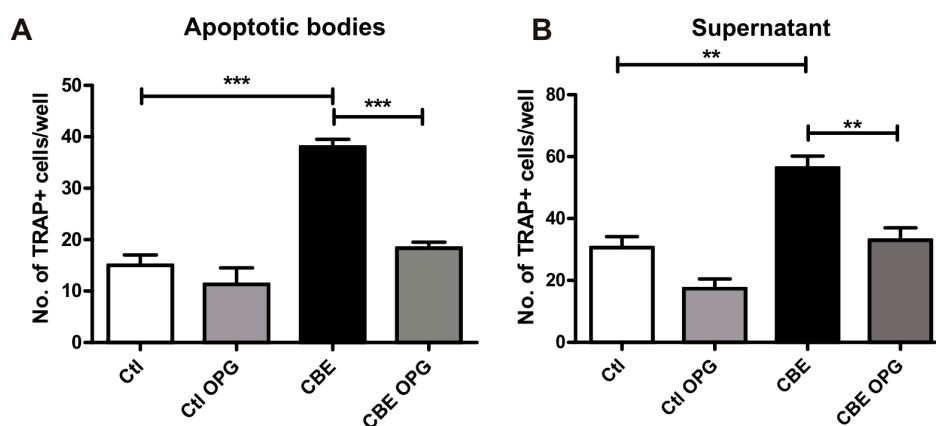 A
Apoptotic bodies
***
***
No. of TRAP+ cells/well
50
40
30
20
10
0
Ctl
Ctl OPG
CBE
CBE OPG
B
Supernatant
**
**
No. of TRAP+ cells/well
80
60
40
20
0
Ctl
Ctl OPG
CBE
CBE OPG